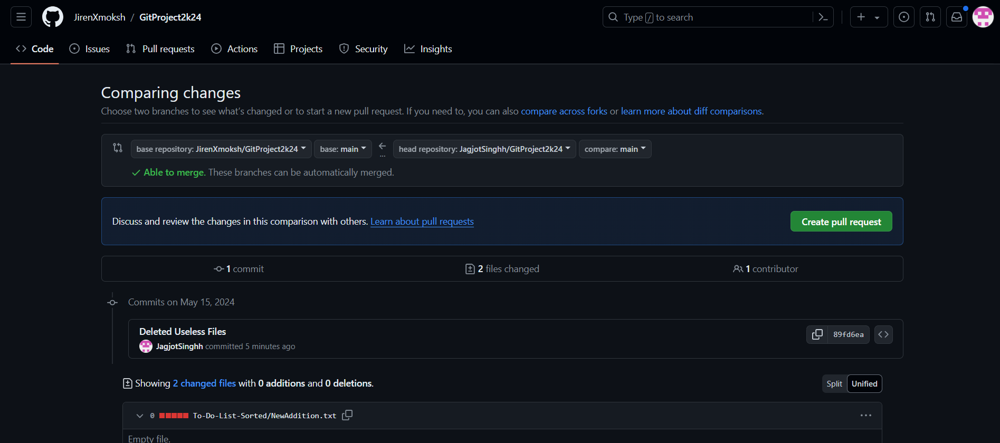 JirenXmoksh / GitProject2k24
Type / to search
Code Issues Pull requests Actions Projects Security Insights
Comparing changes
Choose two branches to see what's changed or to start a new pull request. If you need to, you can also compare across forks or learn more about diff comparisons.
base repository: JirenXmoksh/GitProject2k24 base: main ... head repository: JagjotSinghh/GitProject2k24 compare: main
Able to merge. These branches can be automatically merged.
Discuss and review the changes in this comparison with others. Learn about pull requests
Create pull request
1 commit 2 files changed 1 contributor
Commits on May 15, 2024
Deleted Useless Files
89fd6ea
JagjotSinghh committed 5 minutes ago
Showing 2 changed files with 0 additions and 0 deletions.
Split Unified
0 To-Do-List-Sorted/NewAddition.txt
Empty file.